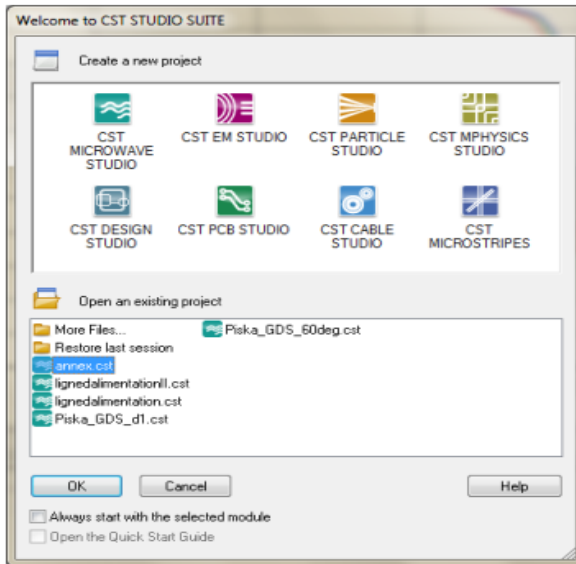 Welcome to CST STUDIO SUITE
Create a new project
CST MICROWAVE STUDIO
CST EM STUDIO
CST PARTICLE STUDIO
CST MPHYSICS STUDIO
CST DESIGN STUDIO
CST PCB STUDIO
CST CABLE STUDIO
CST MICROSTRIPES
Open an existing project
More Files...
Restore last session
annex.cst
lignedalimentationII.cst
lignedalimentation.cst
Piska_GDS_d1.cst
Piska_GDS_60deg.cst
OK
Cancel
Help
Always start with the selected module
Open the Quick Start Guide